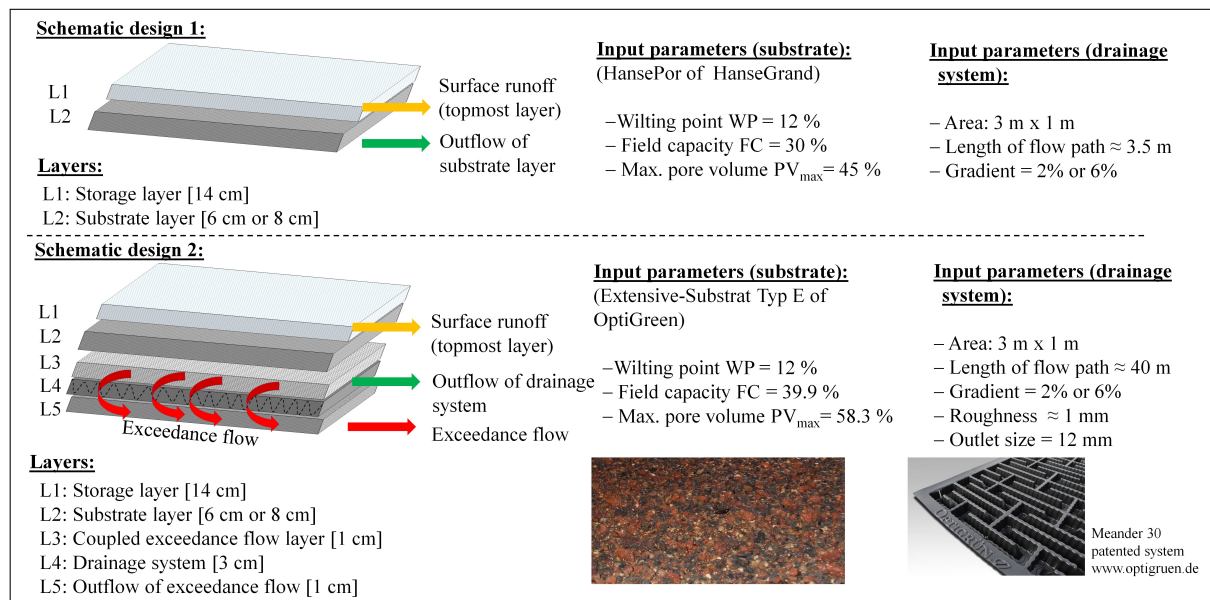 Schematic design 1:
L1
L2
Surface runoff
(topmost layer)
Outflow of
substrate layer
Layers:
L1: Storage layer [14 cm]
L2: Substrate layer [6 cm or 8 cm]
Input parameters (substrate):
(HansePor of HanseGrand)
–Wilting point WP = 12 %
– Field capacity FC = 30 %
– Max. pore volume PVmax= 45 %
Input parameters (drainage
system):
– Area: 3 m x 1 m
– Length of flow path ≈ 3.5 m
– Gradient = 2% or 6%
Schematic design 2:
L1
L2
L3
L4
L5
Exceedance flow
Surface runoff
(topmost layer)
Outflow of drainage
system
Exceedance flow
Layers:
L1: Storage layer [14 cm]
L2: Substrate layer [6 cm or 8 cm]
L3: Coupled exceedance flow layer [1 cm]
L4: Drainage system [3 cm]
L5: Outflow of exceedance flow [1 cm]
Input parameters (substrate):
(Extensive-Substrat Typ E of
OptiGreen)
–Wilting point WP = 12 %
– Field capacity FC = 39.9 %
– Max. pore volume PVmax= 58.3 %
Input parameters (drainage
system):
– Area: 3 m x 1 m
– Length of flow path ≈ 40 m
– Gradient = 2% or 6%
– Roughness ≈ 1 mm
– Outlet size = 12 mm
OPTIGRÜN
Meander 30
patented system
www.optigruen.de